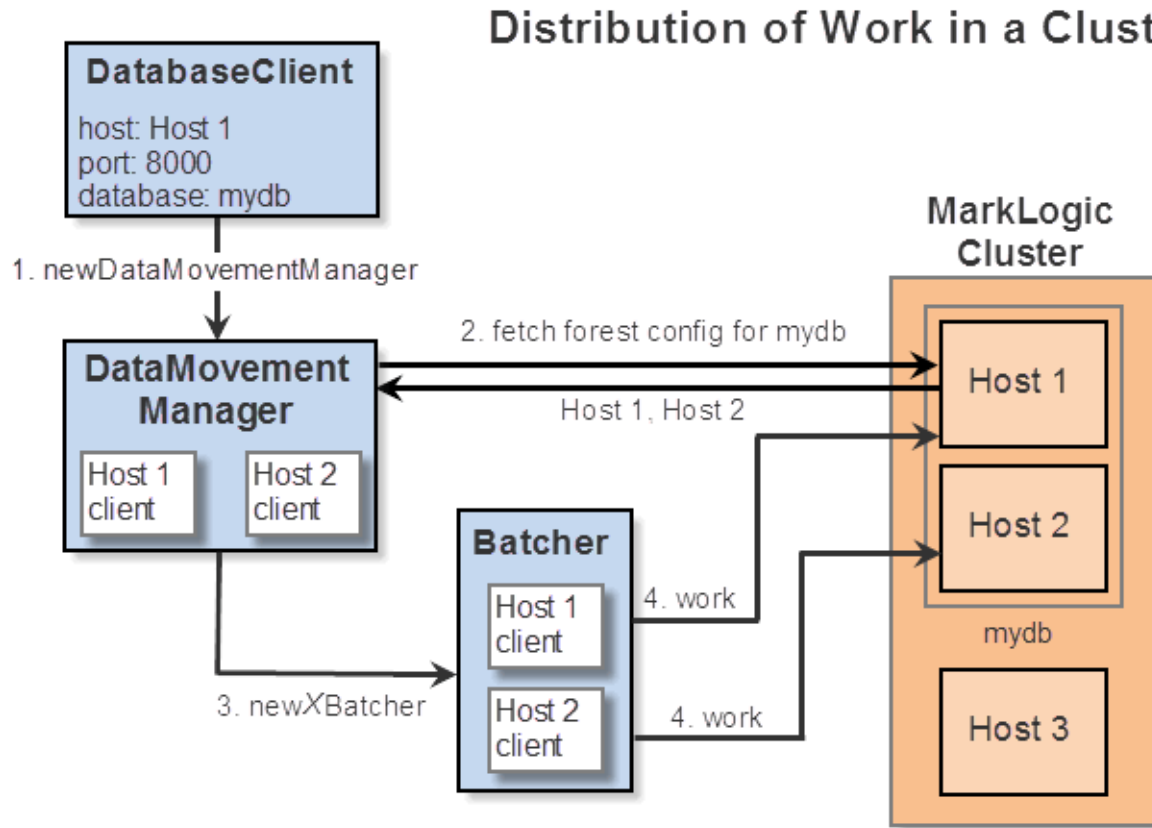 Distribution of Work in a Clust
DatabaseClient
host: Host 1
port: 8000
database: mydb
1. newDataMovementManager
DataMovement
Manager
Host 1
client
Host 2
client
2. fetch forest config for mydb
Host 1, Host 2
3. newXBatcher
Batcher
Host 1
client
Host 2
client
4. work
4. work
MarkLogic
Cluster
Host 1
Host 2
mydb
Host 3